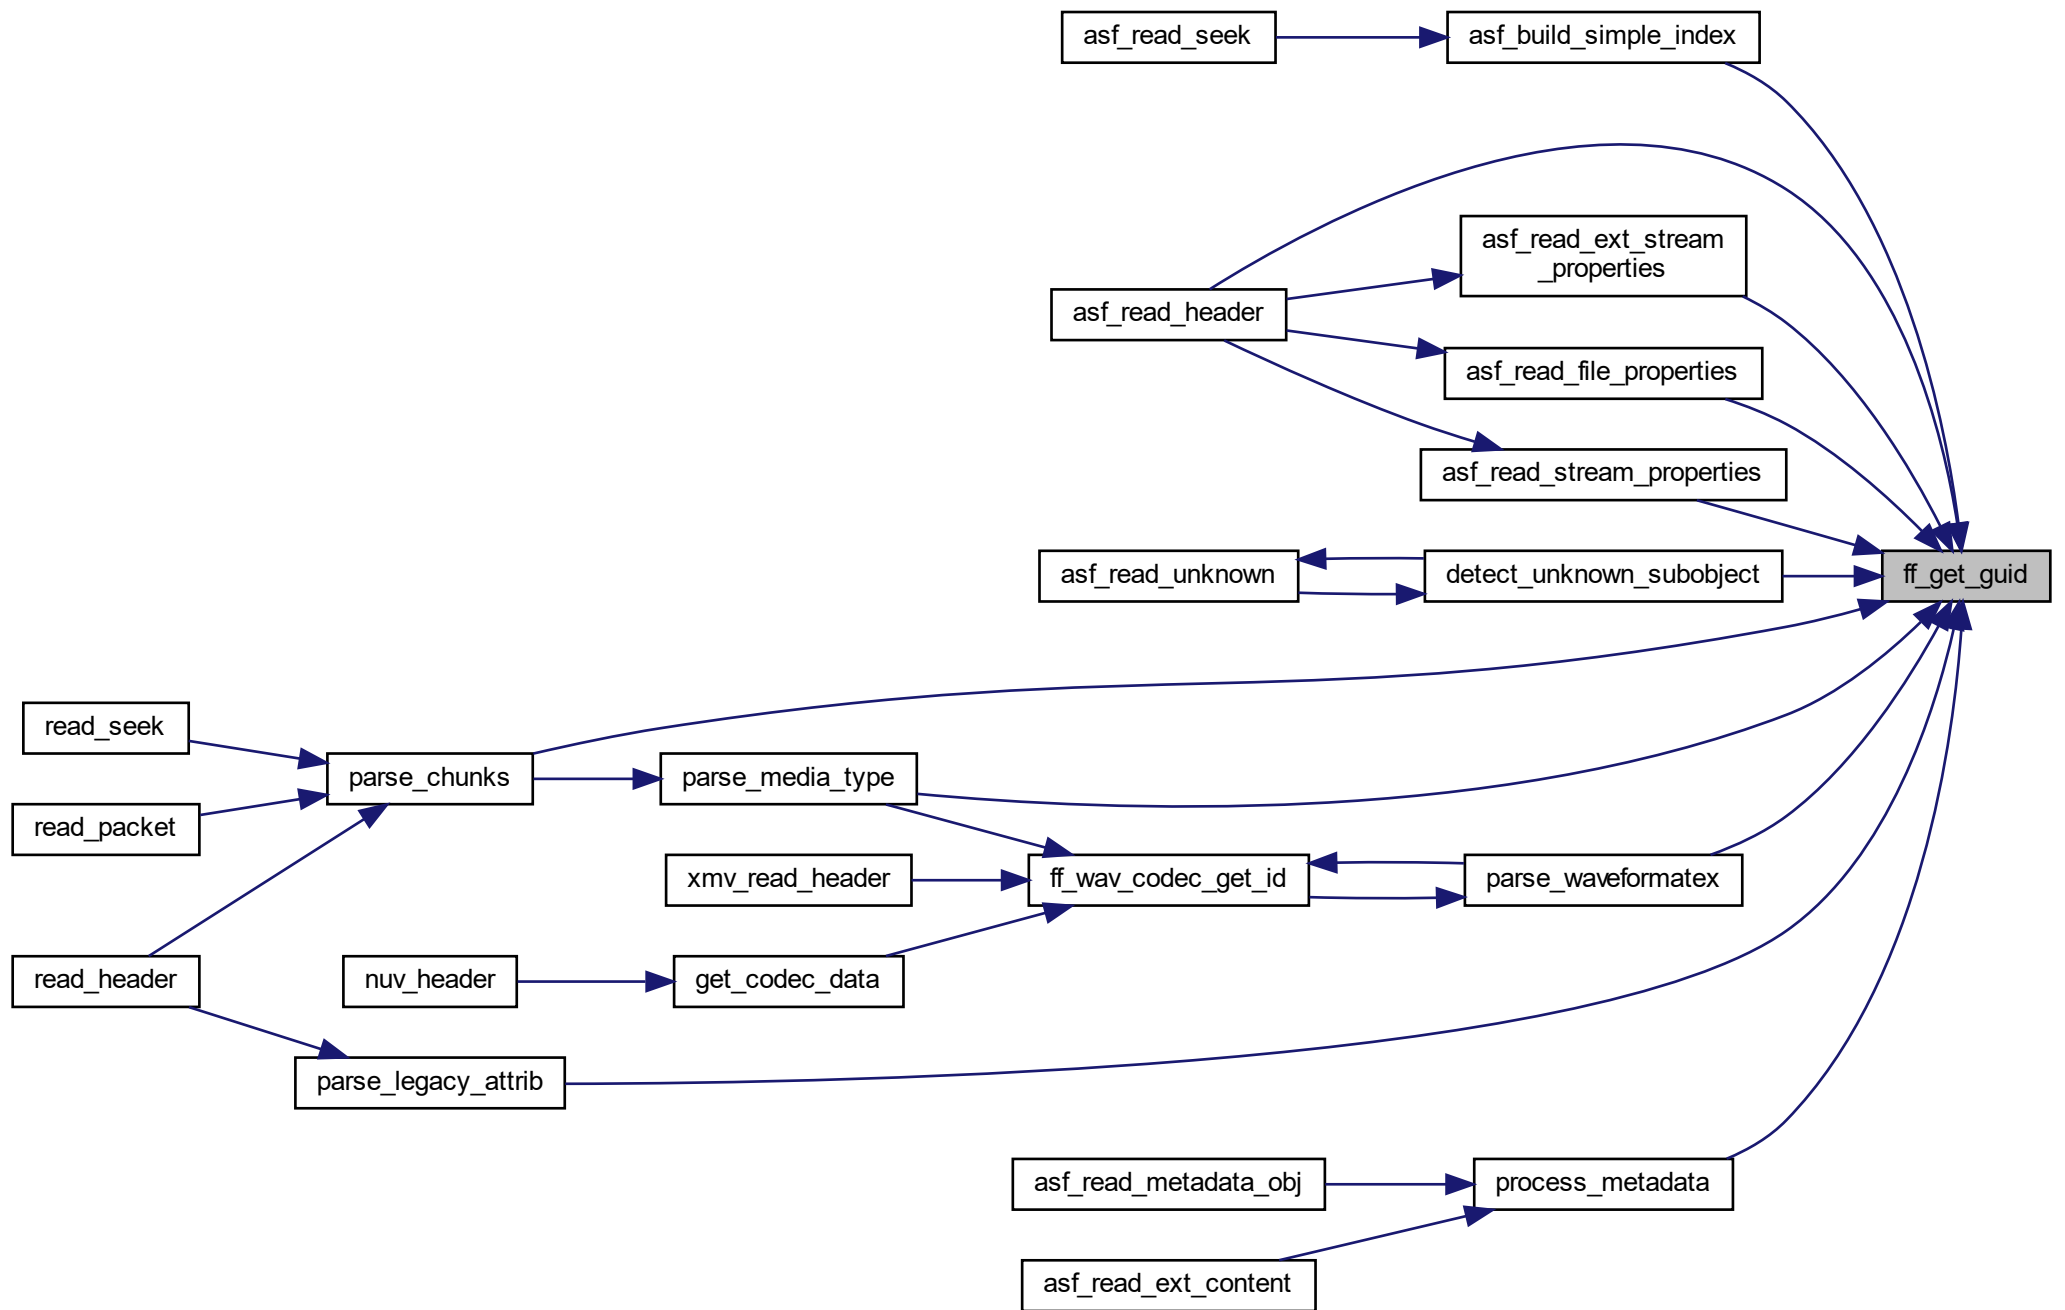 asf_read_seek
asf_build_simple_index
asf_read_ext_stream
_properties
asf_read_header
asf_read_file_properties
asf_read_stream_properties
asf_read_unknown
detect_unknown_subobject
ff_get_guid
read_seek
parse_chunks
parse_media_type
read_packet
xmv_read_header
ff_wav_codec_get_id
parse_waveformatex
read_header
nuv_header
get_codec_data
parse_legacy_attrib
asf_read_metadata_obj
process_metadata
asf_read_ext_content